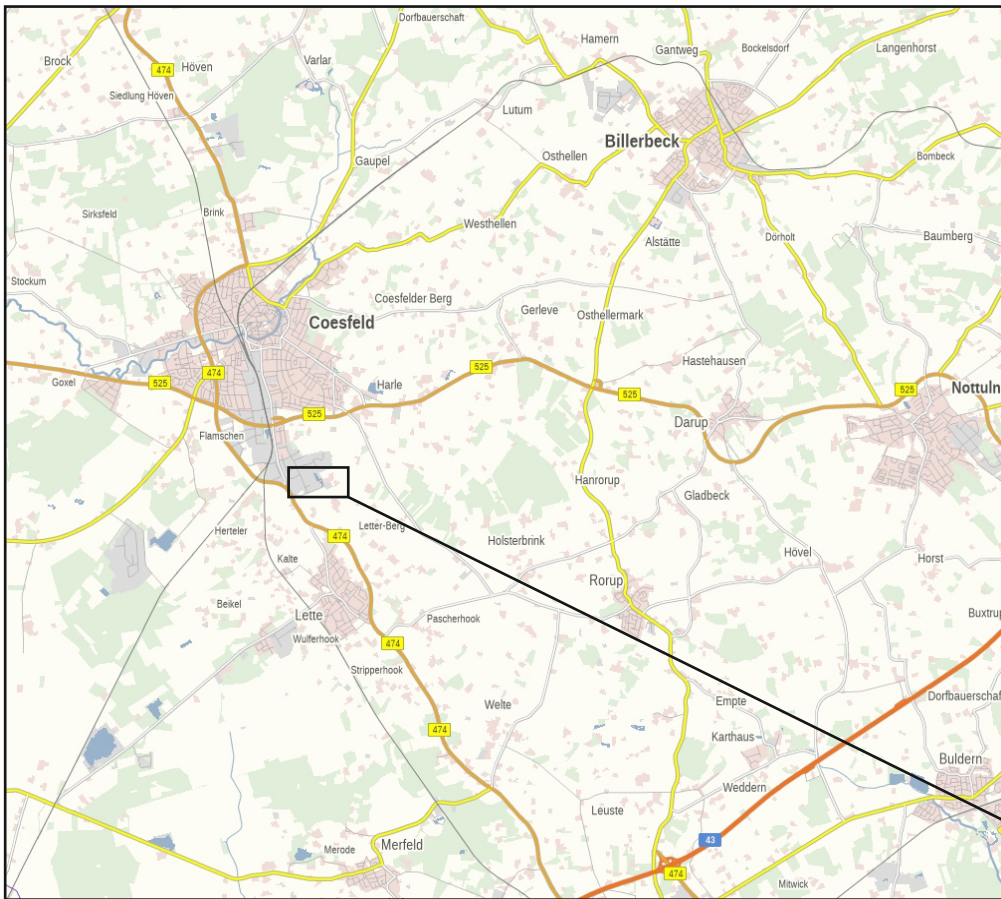 Dorfbauerschaft
Hamern
Gantweg
Bockelsdorf
Langenhorst
Brock
474
Höven
Varlar
Siedlung Höven
Lutum
Billerbeck
Gaupel
Osthellen
Bombeck
Sirksfeld
Brink
Westhellen
Alstätte
Dörholt
Baumberg
Stockum
Coesfelder Berg
Gerleve
Osthellermark
Coesfeld
Hastehausen
Goxel
525
474
Harle
525
525
525
Nottuln
525
Darup
Flamschen
Hanrorup
Gladbeck
Herteler
Letter-Berg
474
Holsterbrink
Kalte
Hövel
Horst
Rorup
Beikel
Lette
Pascherhook
Buxtrup
Wulferhook
474
Stripperhook
Welte
Empte
Dorfbauerschaf
474
Karthaus
Buldern
Weddern
Leuste
Merode
Merfeld
43
474
Mitwick